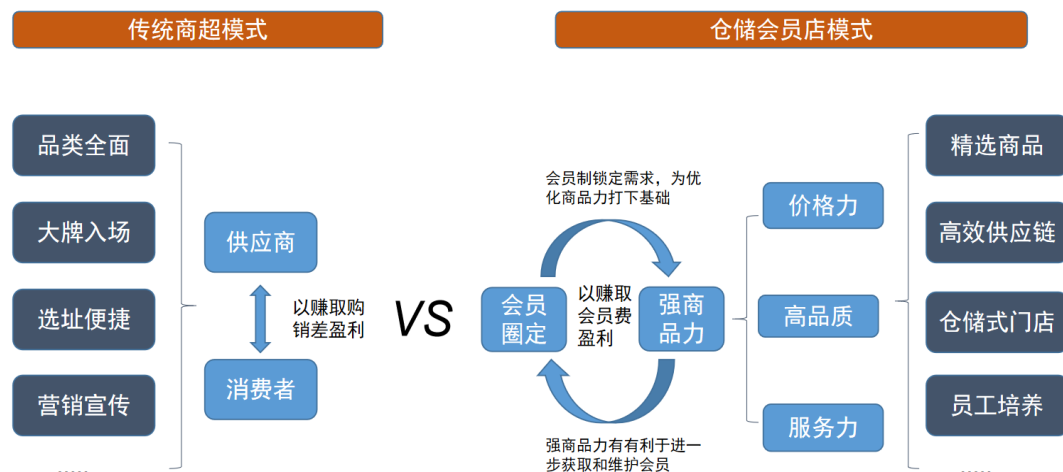 传统商超模式
仓储会员店模式
品类全面
大牌入场
选址便捷
营销宣传
......
供应商
以赚取购
销差盈利
消费者
VS
会员制锁定需求，为优
化商品力打下基础
会员
圈定
以赚取
会员费
盈利
强商
品力
强商品力有有利于进一
步获取和维护会员
价格力
高品质
服务力
精选商品
高效供应链
仓储式门店
员工培养
......